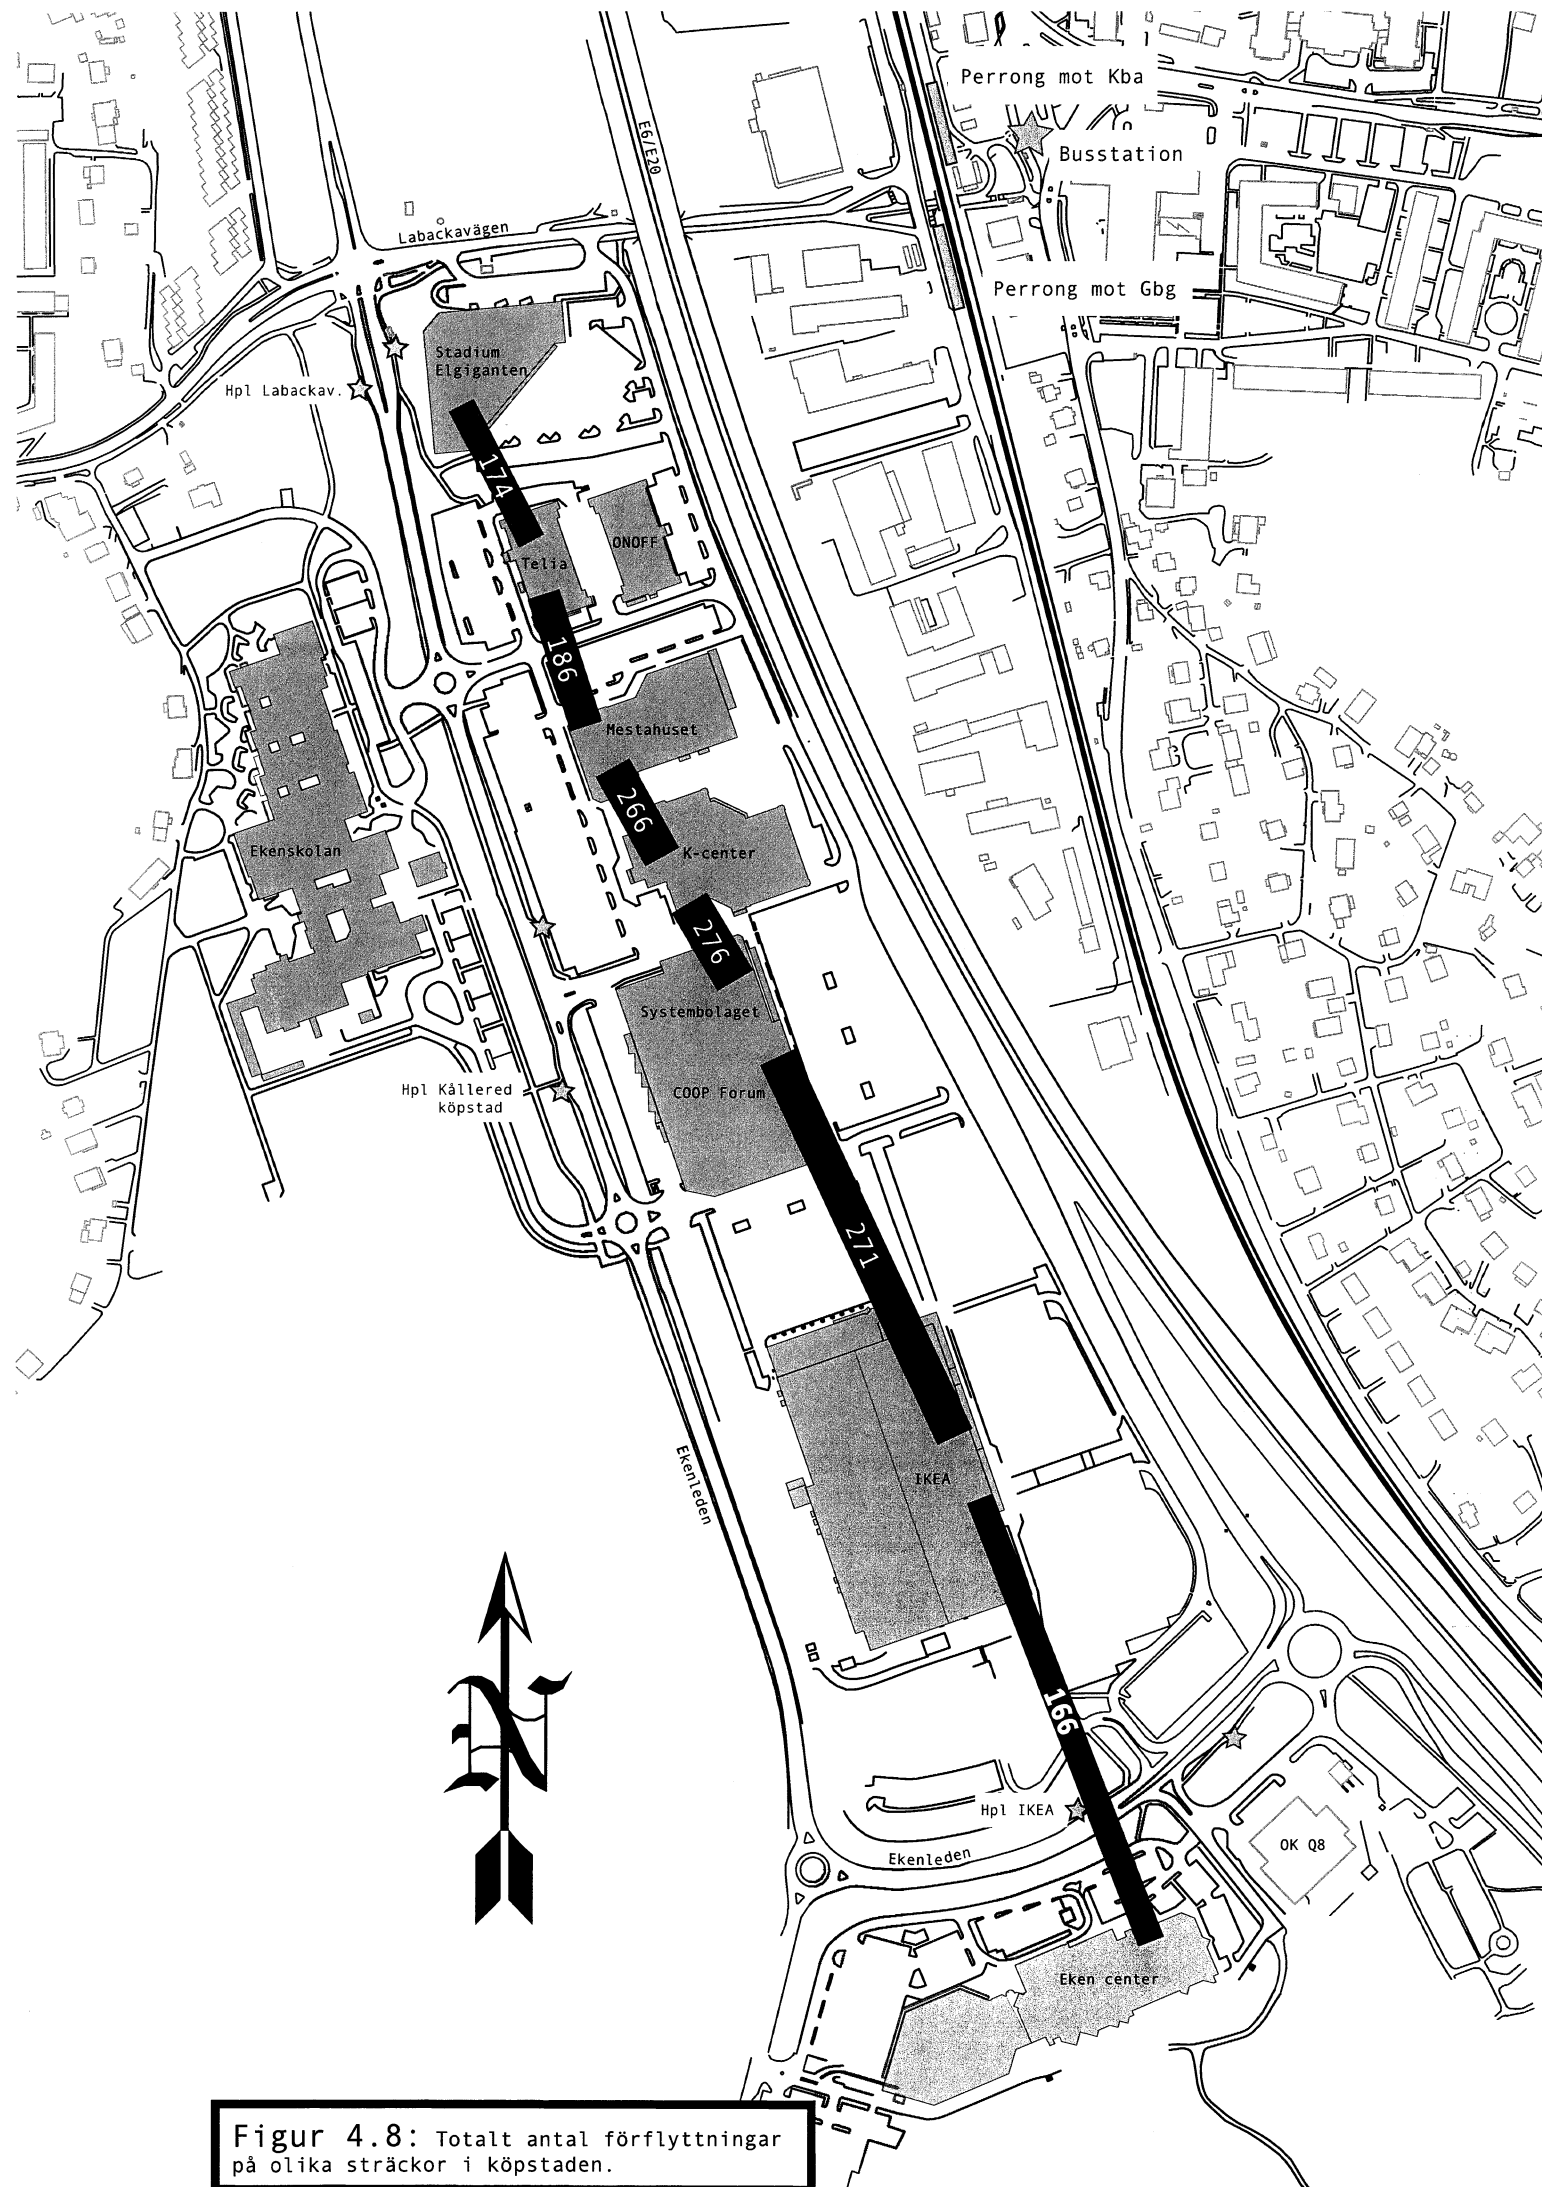 Perrong mot Kba
E6/E20
Busstation
Labackavägen
Perrong mot Gbg
Stadium
Elgiganten
Hpl Labackav.
174
ONOFF
Telia
186
Mestahuset
266
K-center
Ekenskolan
276
Systembolaget
Hpl Kållered
köpstad
COOP Forum
271
Ekenleden
IKEA
166
Hpl IKEA
OK Q8
Ekenleden
Eken center
N
Figur 4.8: Totalt antal förflyttningar
på olika sträckor i köpstaden.